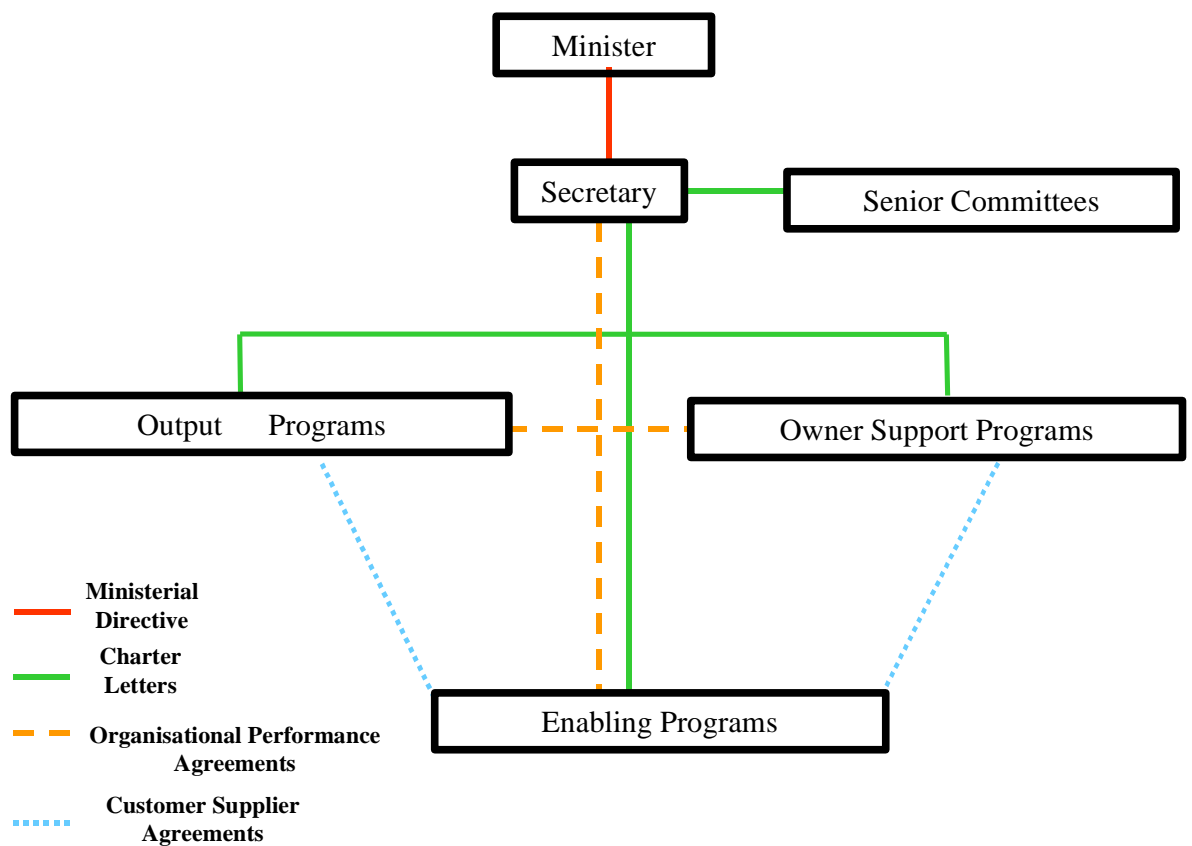 Minister
Secretary
Senior Committees
Output Programs
Owner Support Programs
Ministerial
Directive
Charter
Letters
Enabling Programs
Organisational Performance
Agreements
Customer Supplier
Agreements